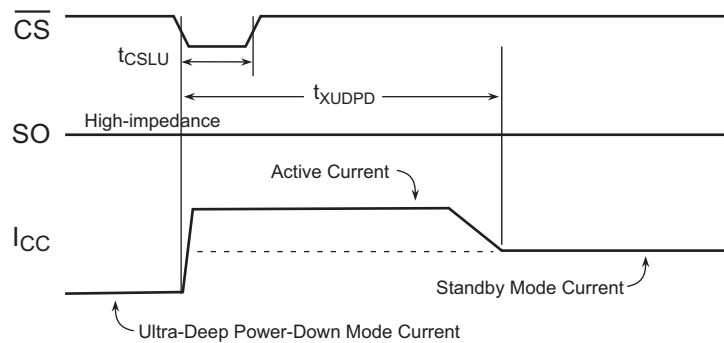 CS
tCSLU
tXUDPD
High-impedance
SO
Active Current
ICC
Standby Mode Current
Ultra-Deep Power-Down Mode Current